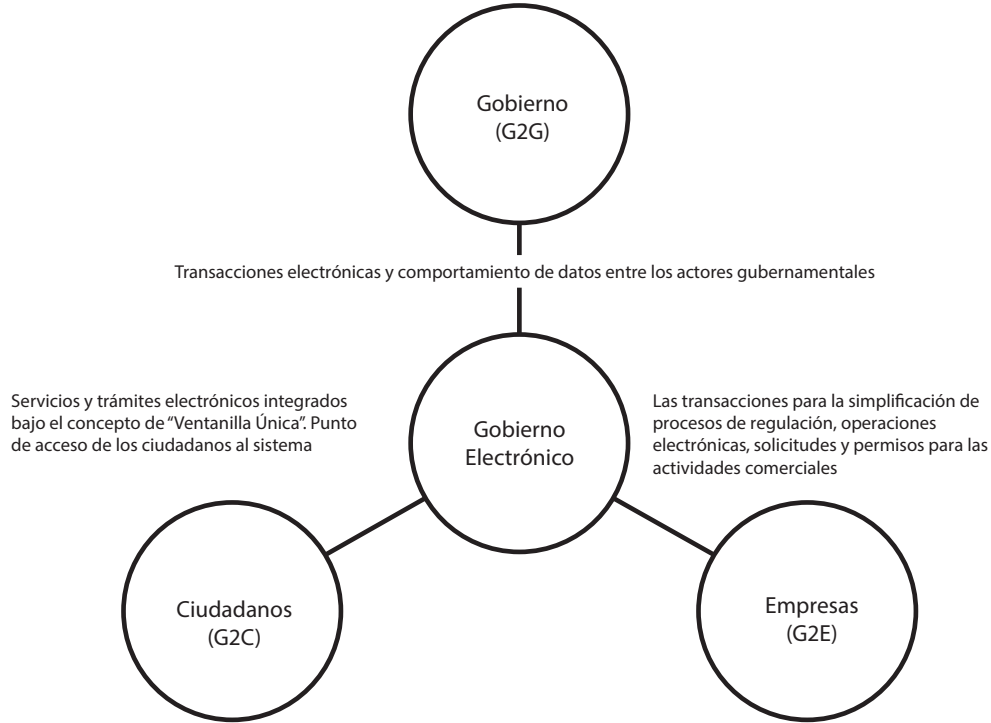 Gobierno
(G2G)
Transacciones electrónicas y comportamiento de datos entre los actores gubernamentales
Servicios y trámites electrónicos integrados
bajo el concepto de “Ventanilla Única”. Punto
de acceso de los ciudadanos al sistema
Gobierno
Electrónico
Las transacciones para la simplificación de
procesos de regulación, operaciones
electrónicas, solicitudes y permisos para las
actividades comerciales
Ciudadanos
(G2C)
Empresas
(G2E)